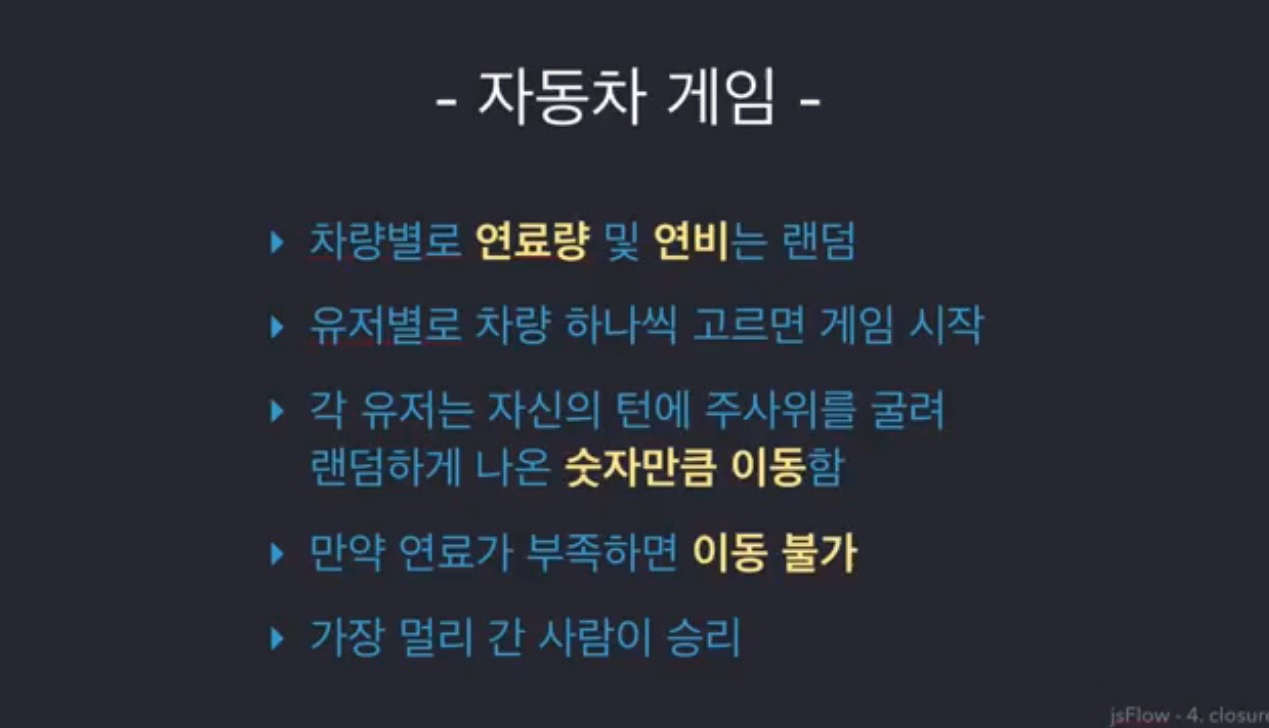 - 자동차 게임 -
▸ 차량별로 연료량 및 연비는 랜덤
▸ 유저별로 차량 하나씩 고르면 게임 시작
▸ 각 유저는 자신의 턴에 주사위를 굴려
랜덤하게 나온 숫자만큼 이동함
▸ 만약 연료가 부족하면 이동 불가
▸ 가장 멀리 간 사람이 승리
jsFlow - 4. closure